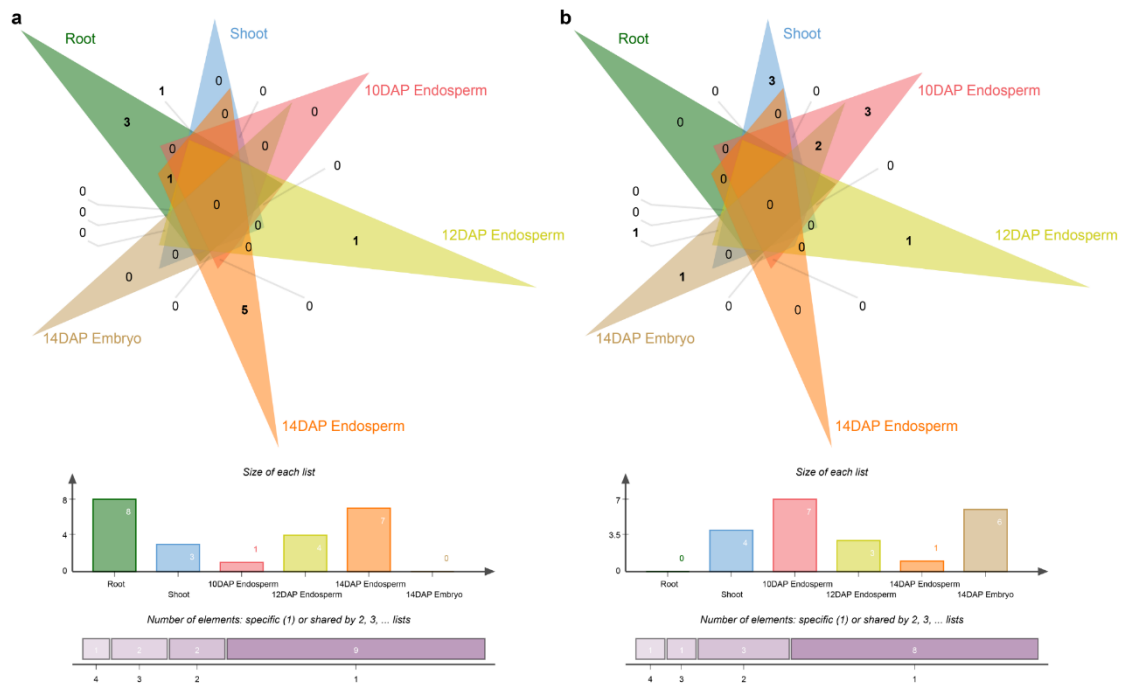 a
Root
Shoot
10DAP Endosperm
12DAP Endosperm
14DAP Endosperm
14DAP Embryo
0
1
0
0
3
0
0
0
0
1
0
0
0
0
0
0
1
0
0
0
0
0
5
Size of each list
8
4
0
8
3
1
4
7
0
Root
Shoot
10DAP Endosperm
12DAP Endosperm
14DAP Endosperm
14DAP Embryo
Number of elements: specific (1) or shared by 2, 3, ... lists
1
2
2
9
4
3
2
1
b
Root
Shoot
10DAP Endosperm
12DAP Endosperm
14DAP Endosperm
14DAP Embryo
3
0
0
3
0
0
0
2
0
0
0
0
0
1
0
0
1
0
1
0
0
0
0
Size of each list
7
3.5
0
0
4
7
3
1
6
Root
Shoot
10DAP Endosperm
12DAP Endosperm
14DAP Endosperm
14DAP Embryo
Number of elements: specific (1) or shared by 2, 3, ... lists
1
1
3
8
4
3
2
1